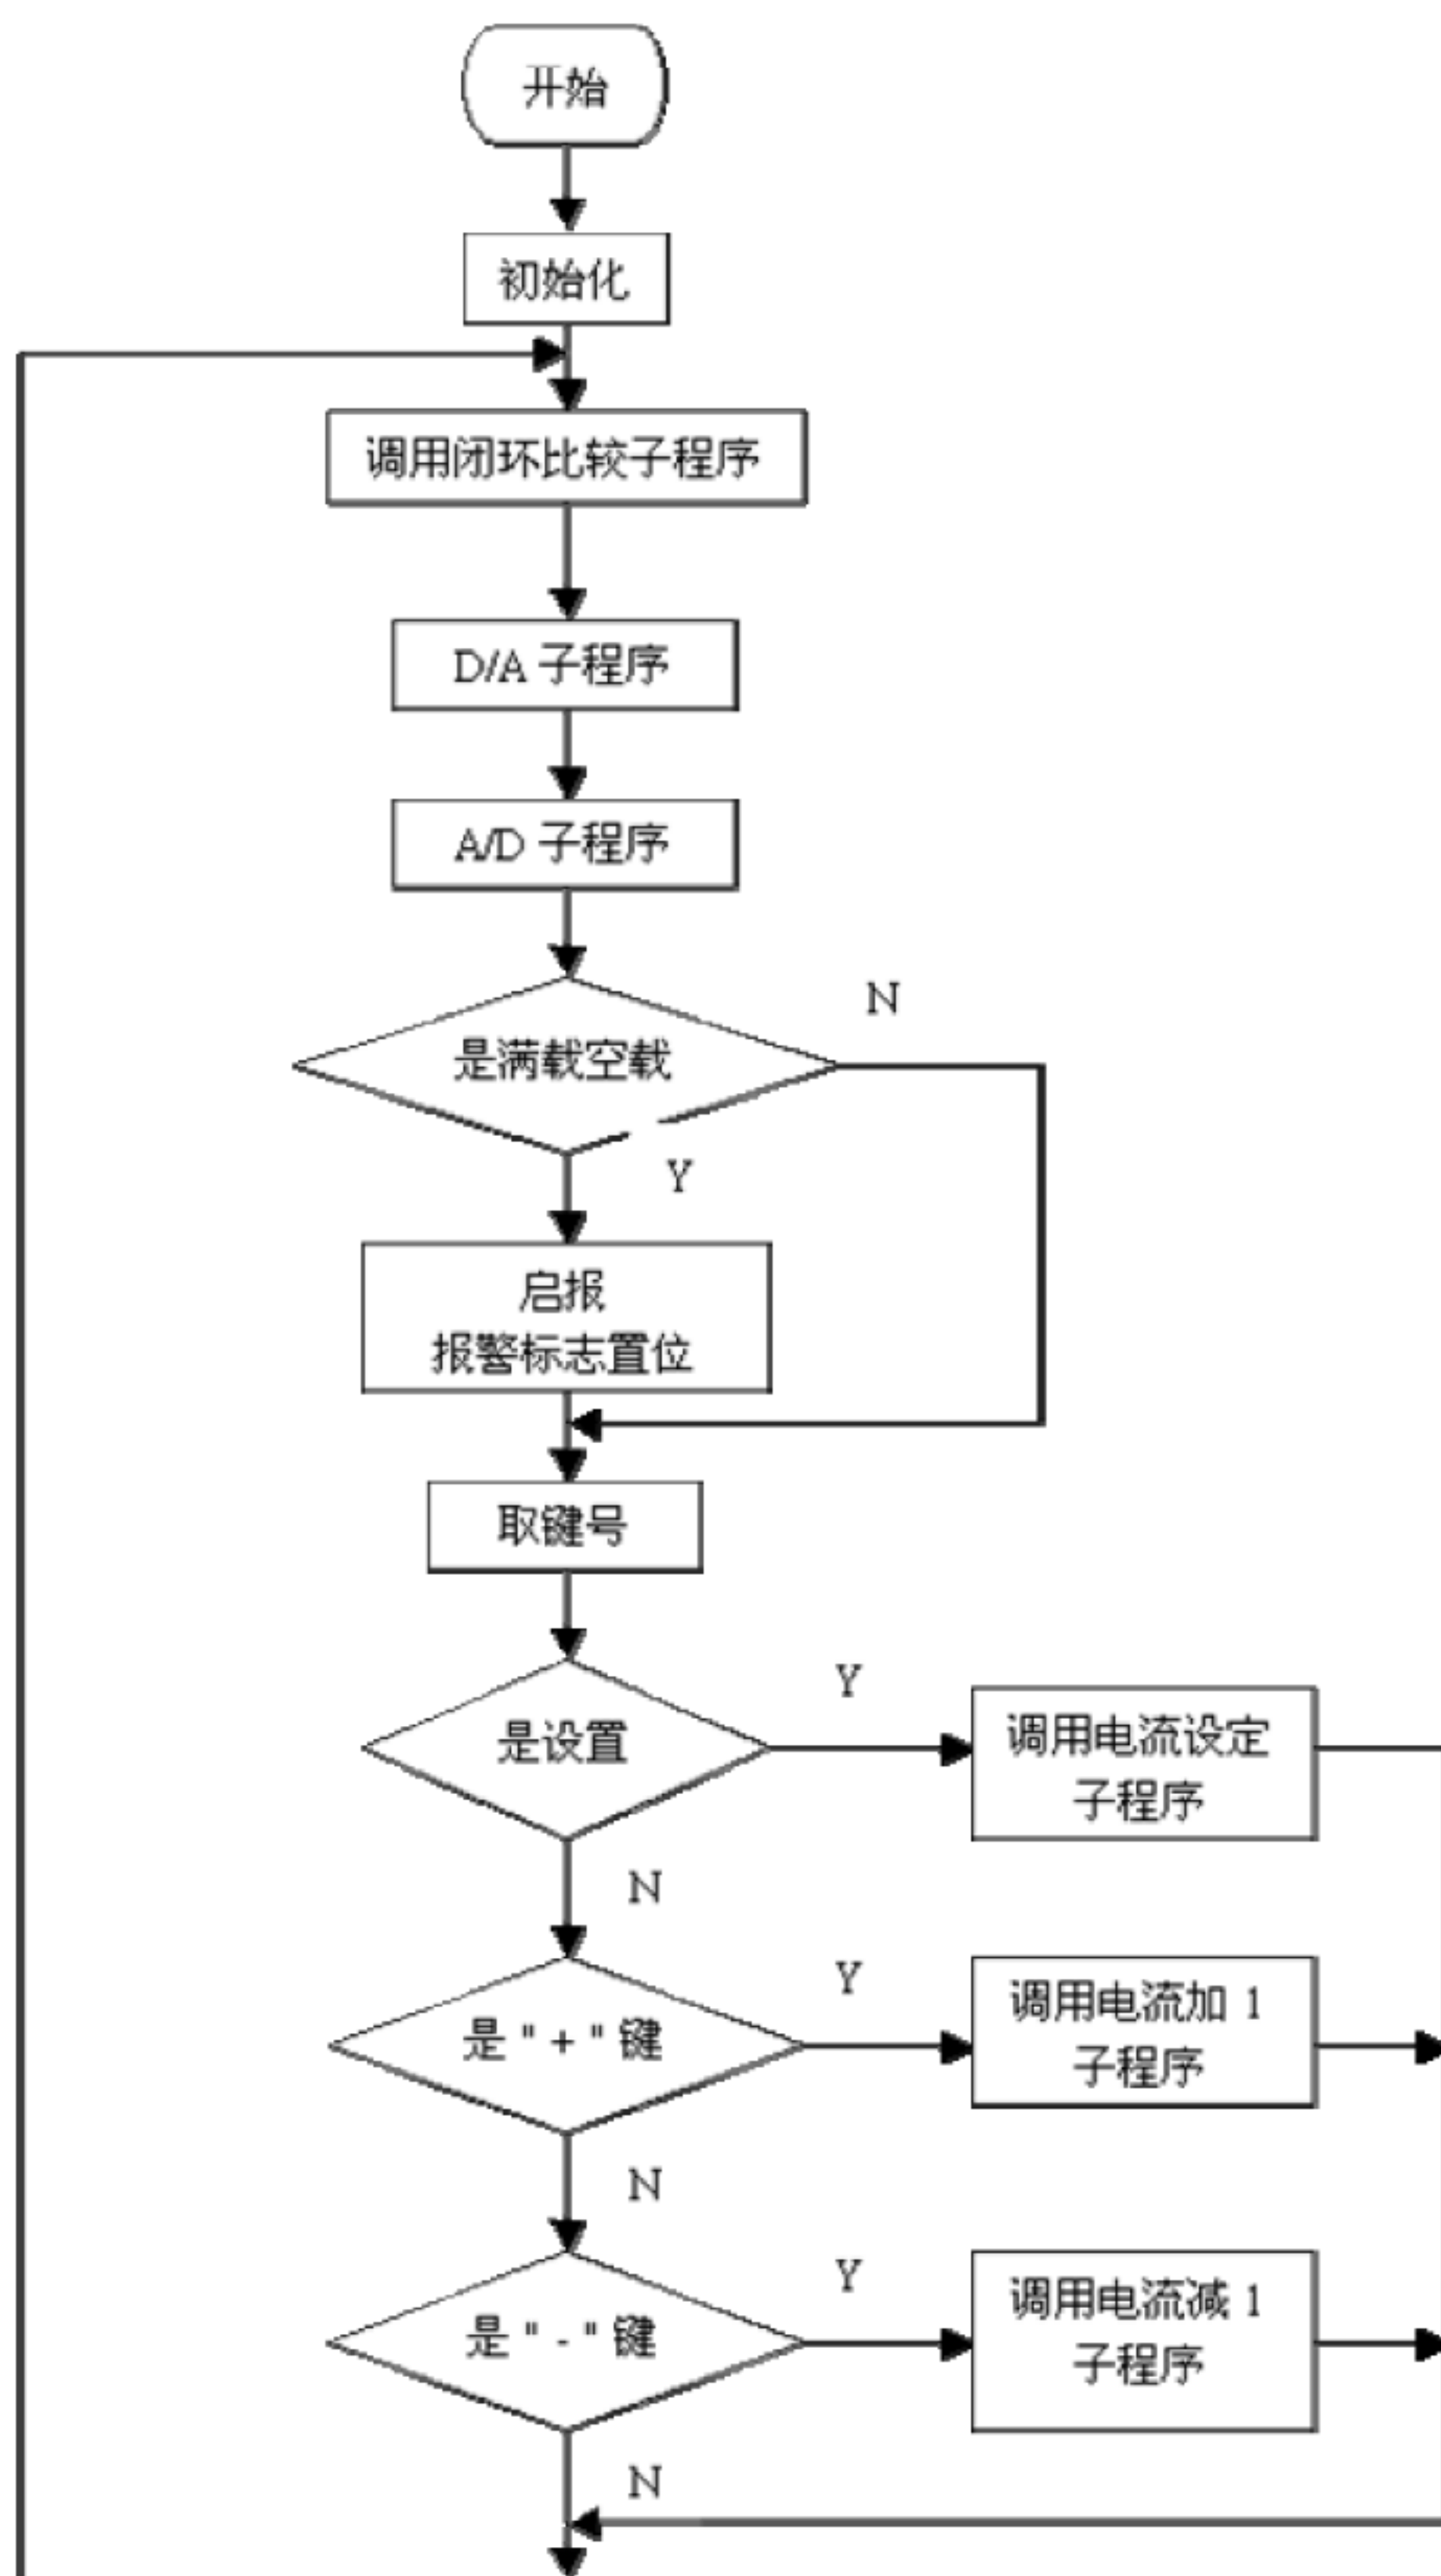 开始
初始化
调用闭环比较子程序
D/A 子程序
A/D 子程序
N
是满载空载
Y
启报
报警标志置位
取键号
Y
是设置
调用电流设定
子程序
N
Y
是 " + " 键
调用电流加 1
子程序
N
Y
是 " - " 键
调用电流减 1
子程序
N